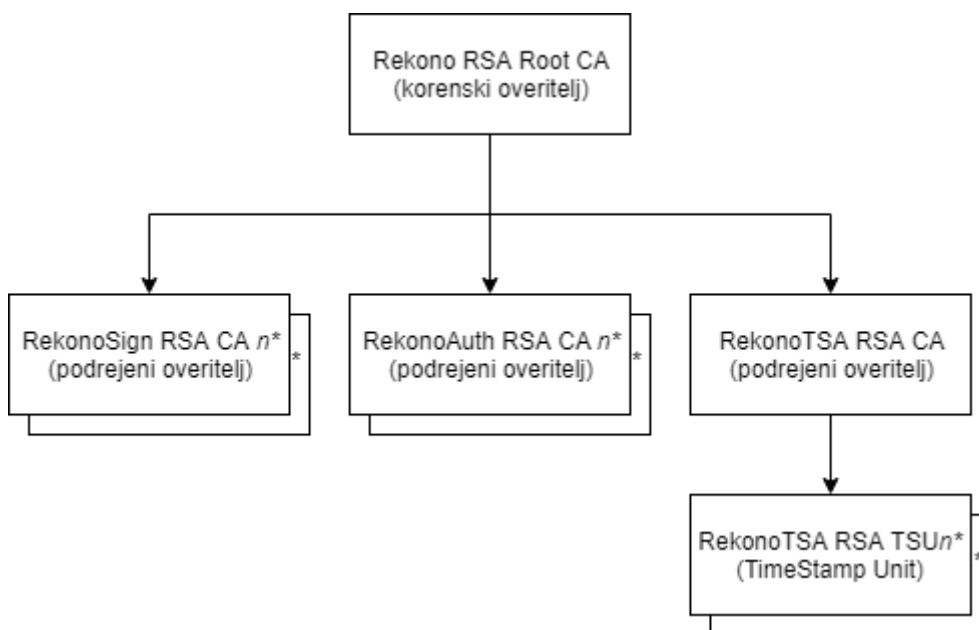 Rekono RSA Root CA
(korenski overitelj)
RekonoSign RSA CA n*
(podrejeni overitelj)
*
RekonoAuth RSA CA n*
(podrejeni overitelj)
*
RekonoTSA RSA CA
(podrejeni overitelj)
RekonoTSA RSA TSUn*
(TimeStamp Unit)
*